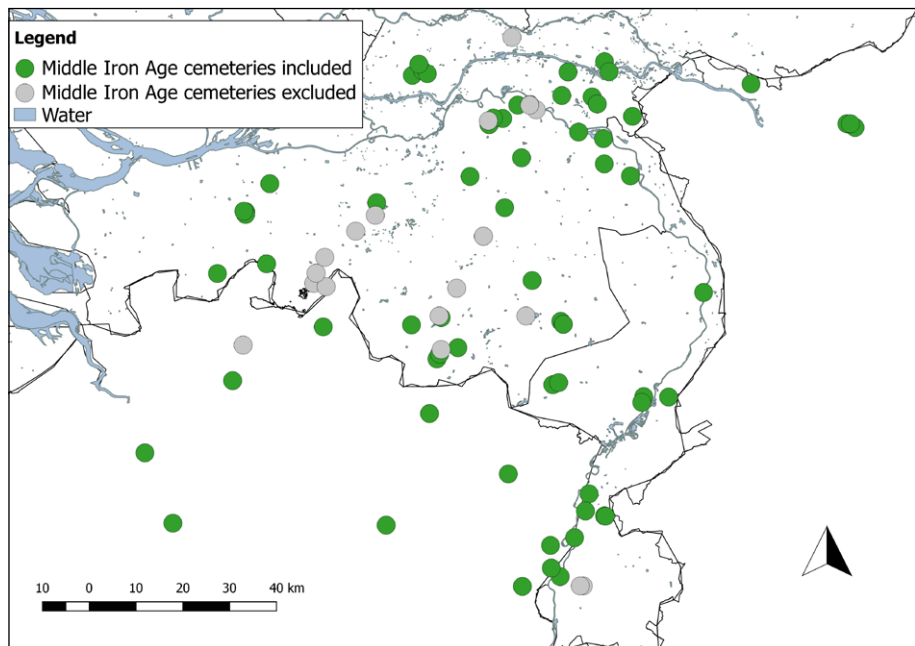 Legend
Middle Iron Age cemeteries included
Middle Iron Age cemeteries excluded
Water
10 0 10 20 30 40 km